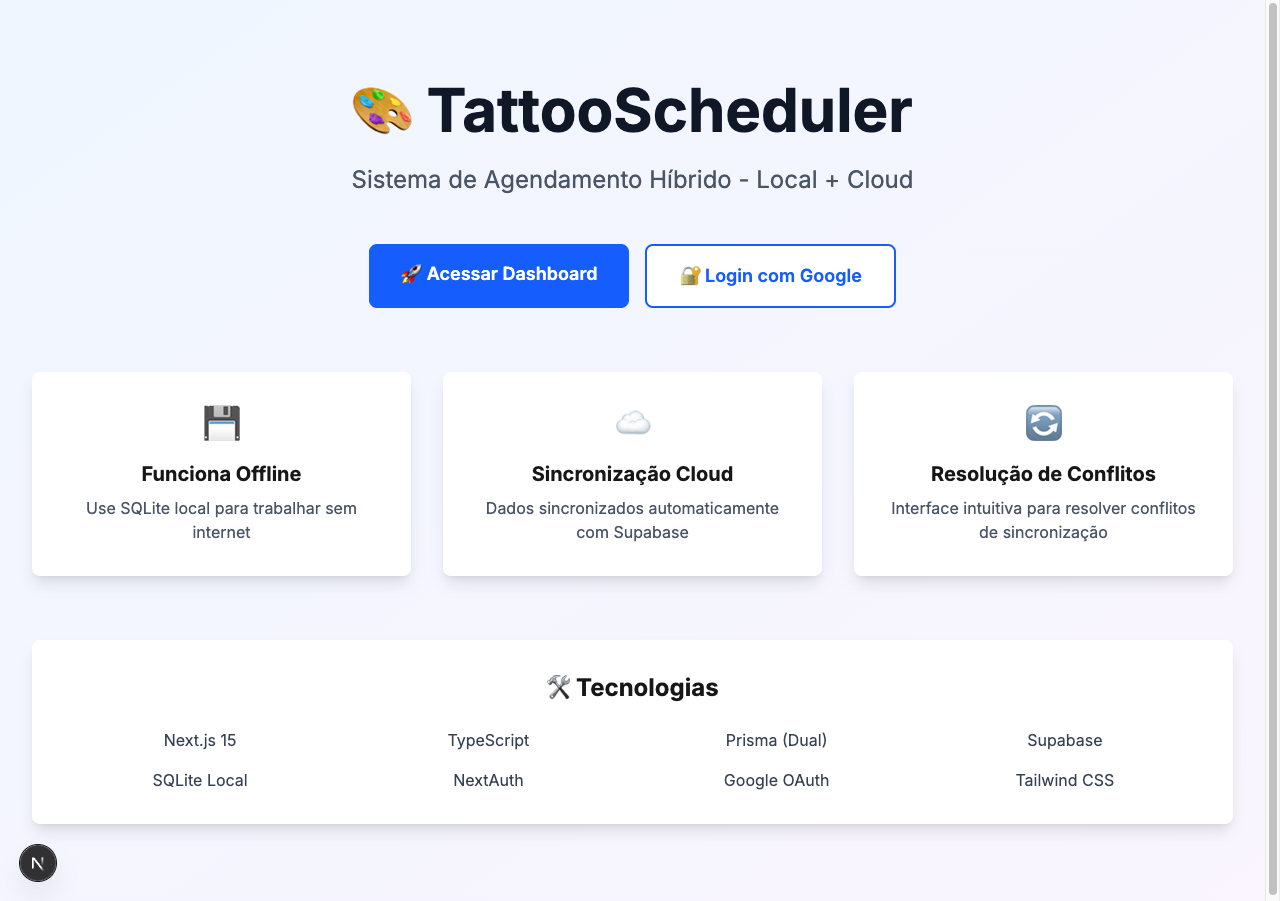 🎨 TattooScheduler
Sistema de Agendamento Híbrido - Local + Cloud
🚀 Acessar Dashboard
🔐 Login com Google
Funciona Offline
Use SQLite local para trabalhar sem
internet
Sincronização Cloud
Dados sincronizados automaticamente
com Supabase
Resolução de Conflitos
Interface intuitiva para resolver conflitos
de sincronização
🛠️ Tecnologias
Next.js 15
TypeScript
Prisma (Dual)
Supabase
SQLite Local
NextAuth
Google OAuth
Tailwind CSS
N